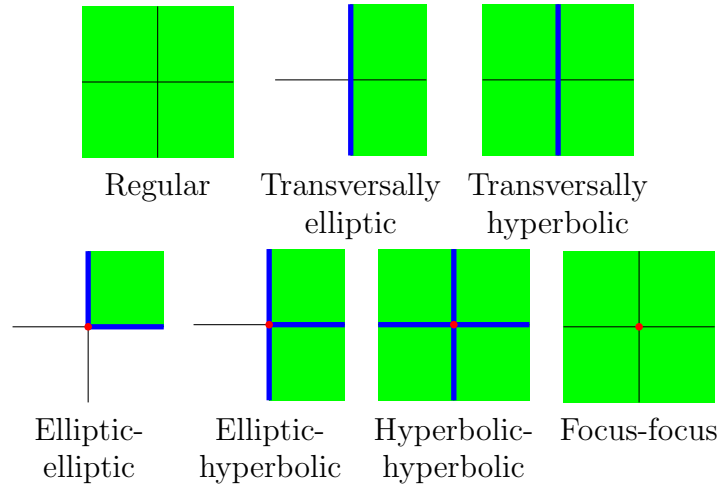 Regular
Transversally
elliptic
Transversally
hyperbolic
Elliptic-
elliptic
Elliptic-
hyperbolic
Hyperbolic-
hyperbolic
Focus-focus